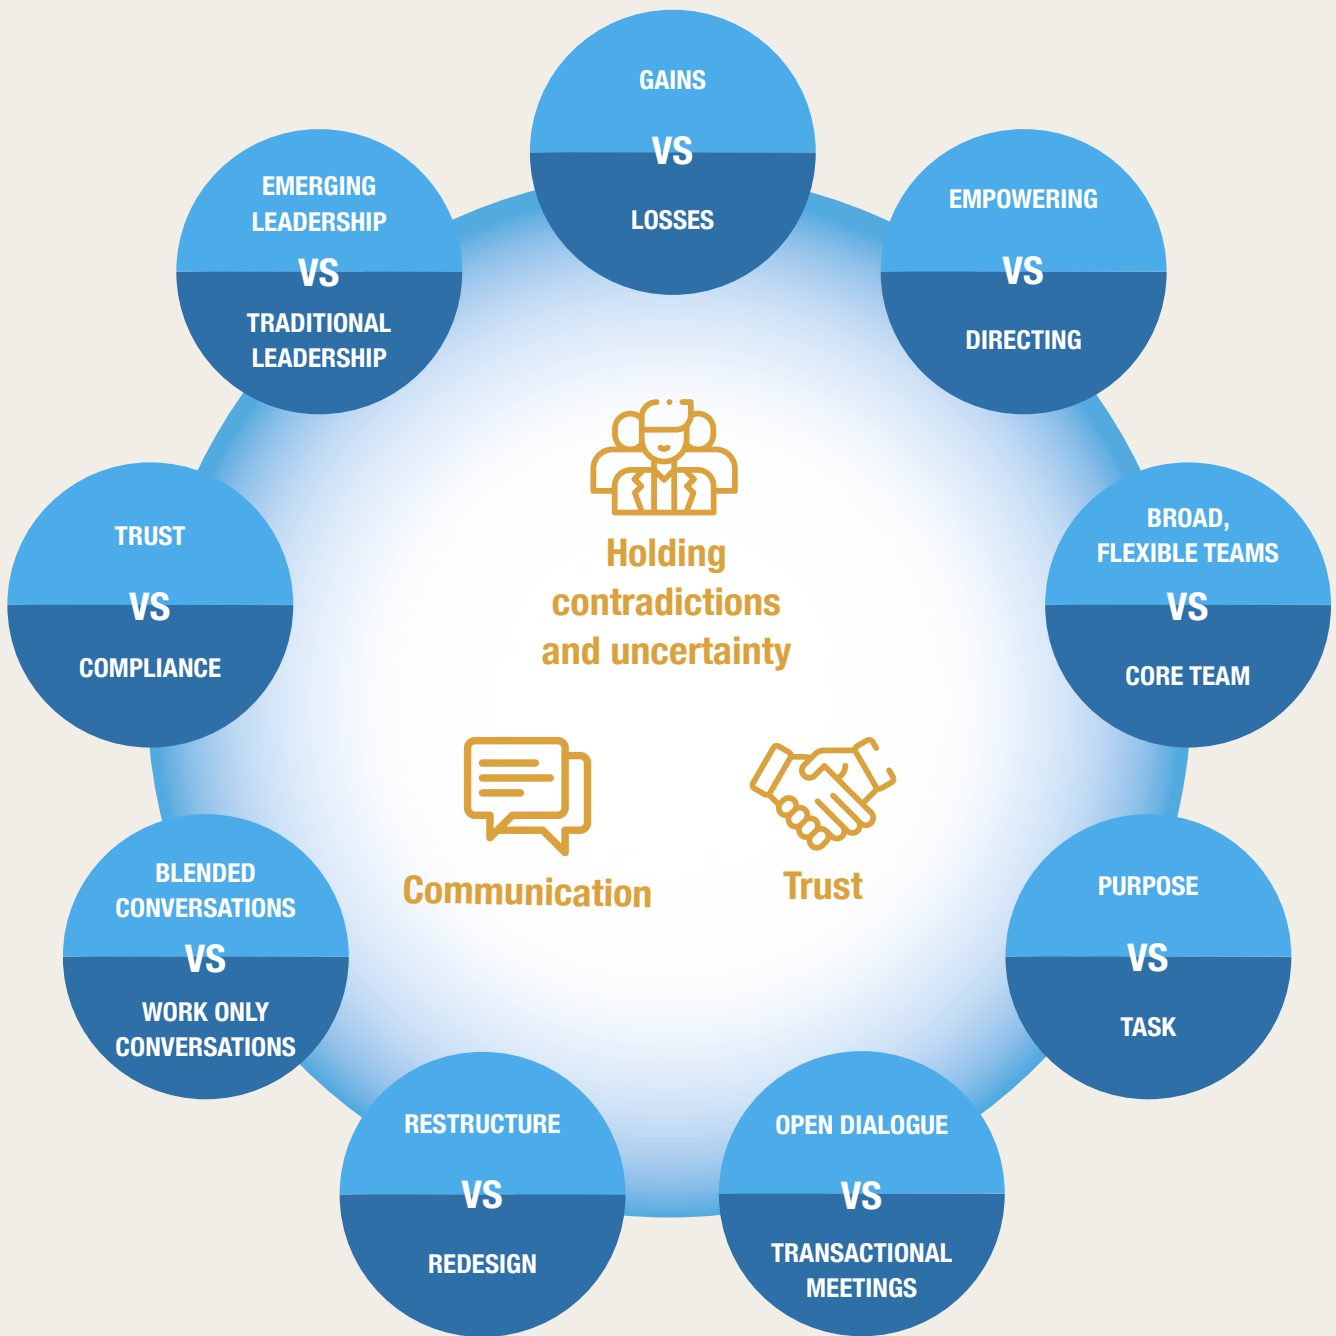 GAINS
VS
LOSSES
EMPOWERING
VS
DIRECTING
BROAD,
FLEXIBLE TEAMS
VS
CORE TEAM
PURPOSE
VS
TASK
OPEN DIALOGUE
VS
TRANSACTIONAL
MEETINGS
RESTRUCTURE
VS
REDESIGN
BLENDED
CONVERSATIONS
VS
WORK ONLY
CONVERSATIONS
TRUST
VS
COMPLIANCE
EMERGING
LEADERSHIP
VS
TRADITIONAL
LEADERSHIP
Holding
contradictions
and uncertainty
Communication
Trust